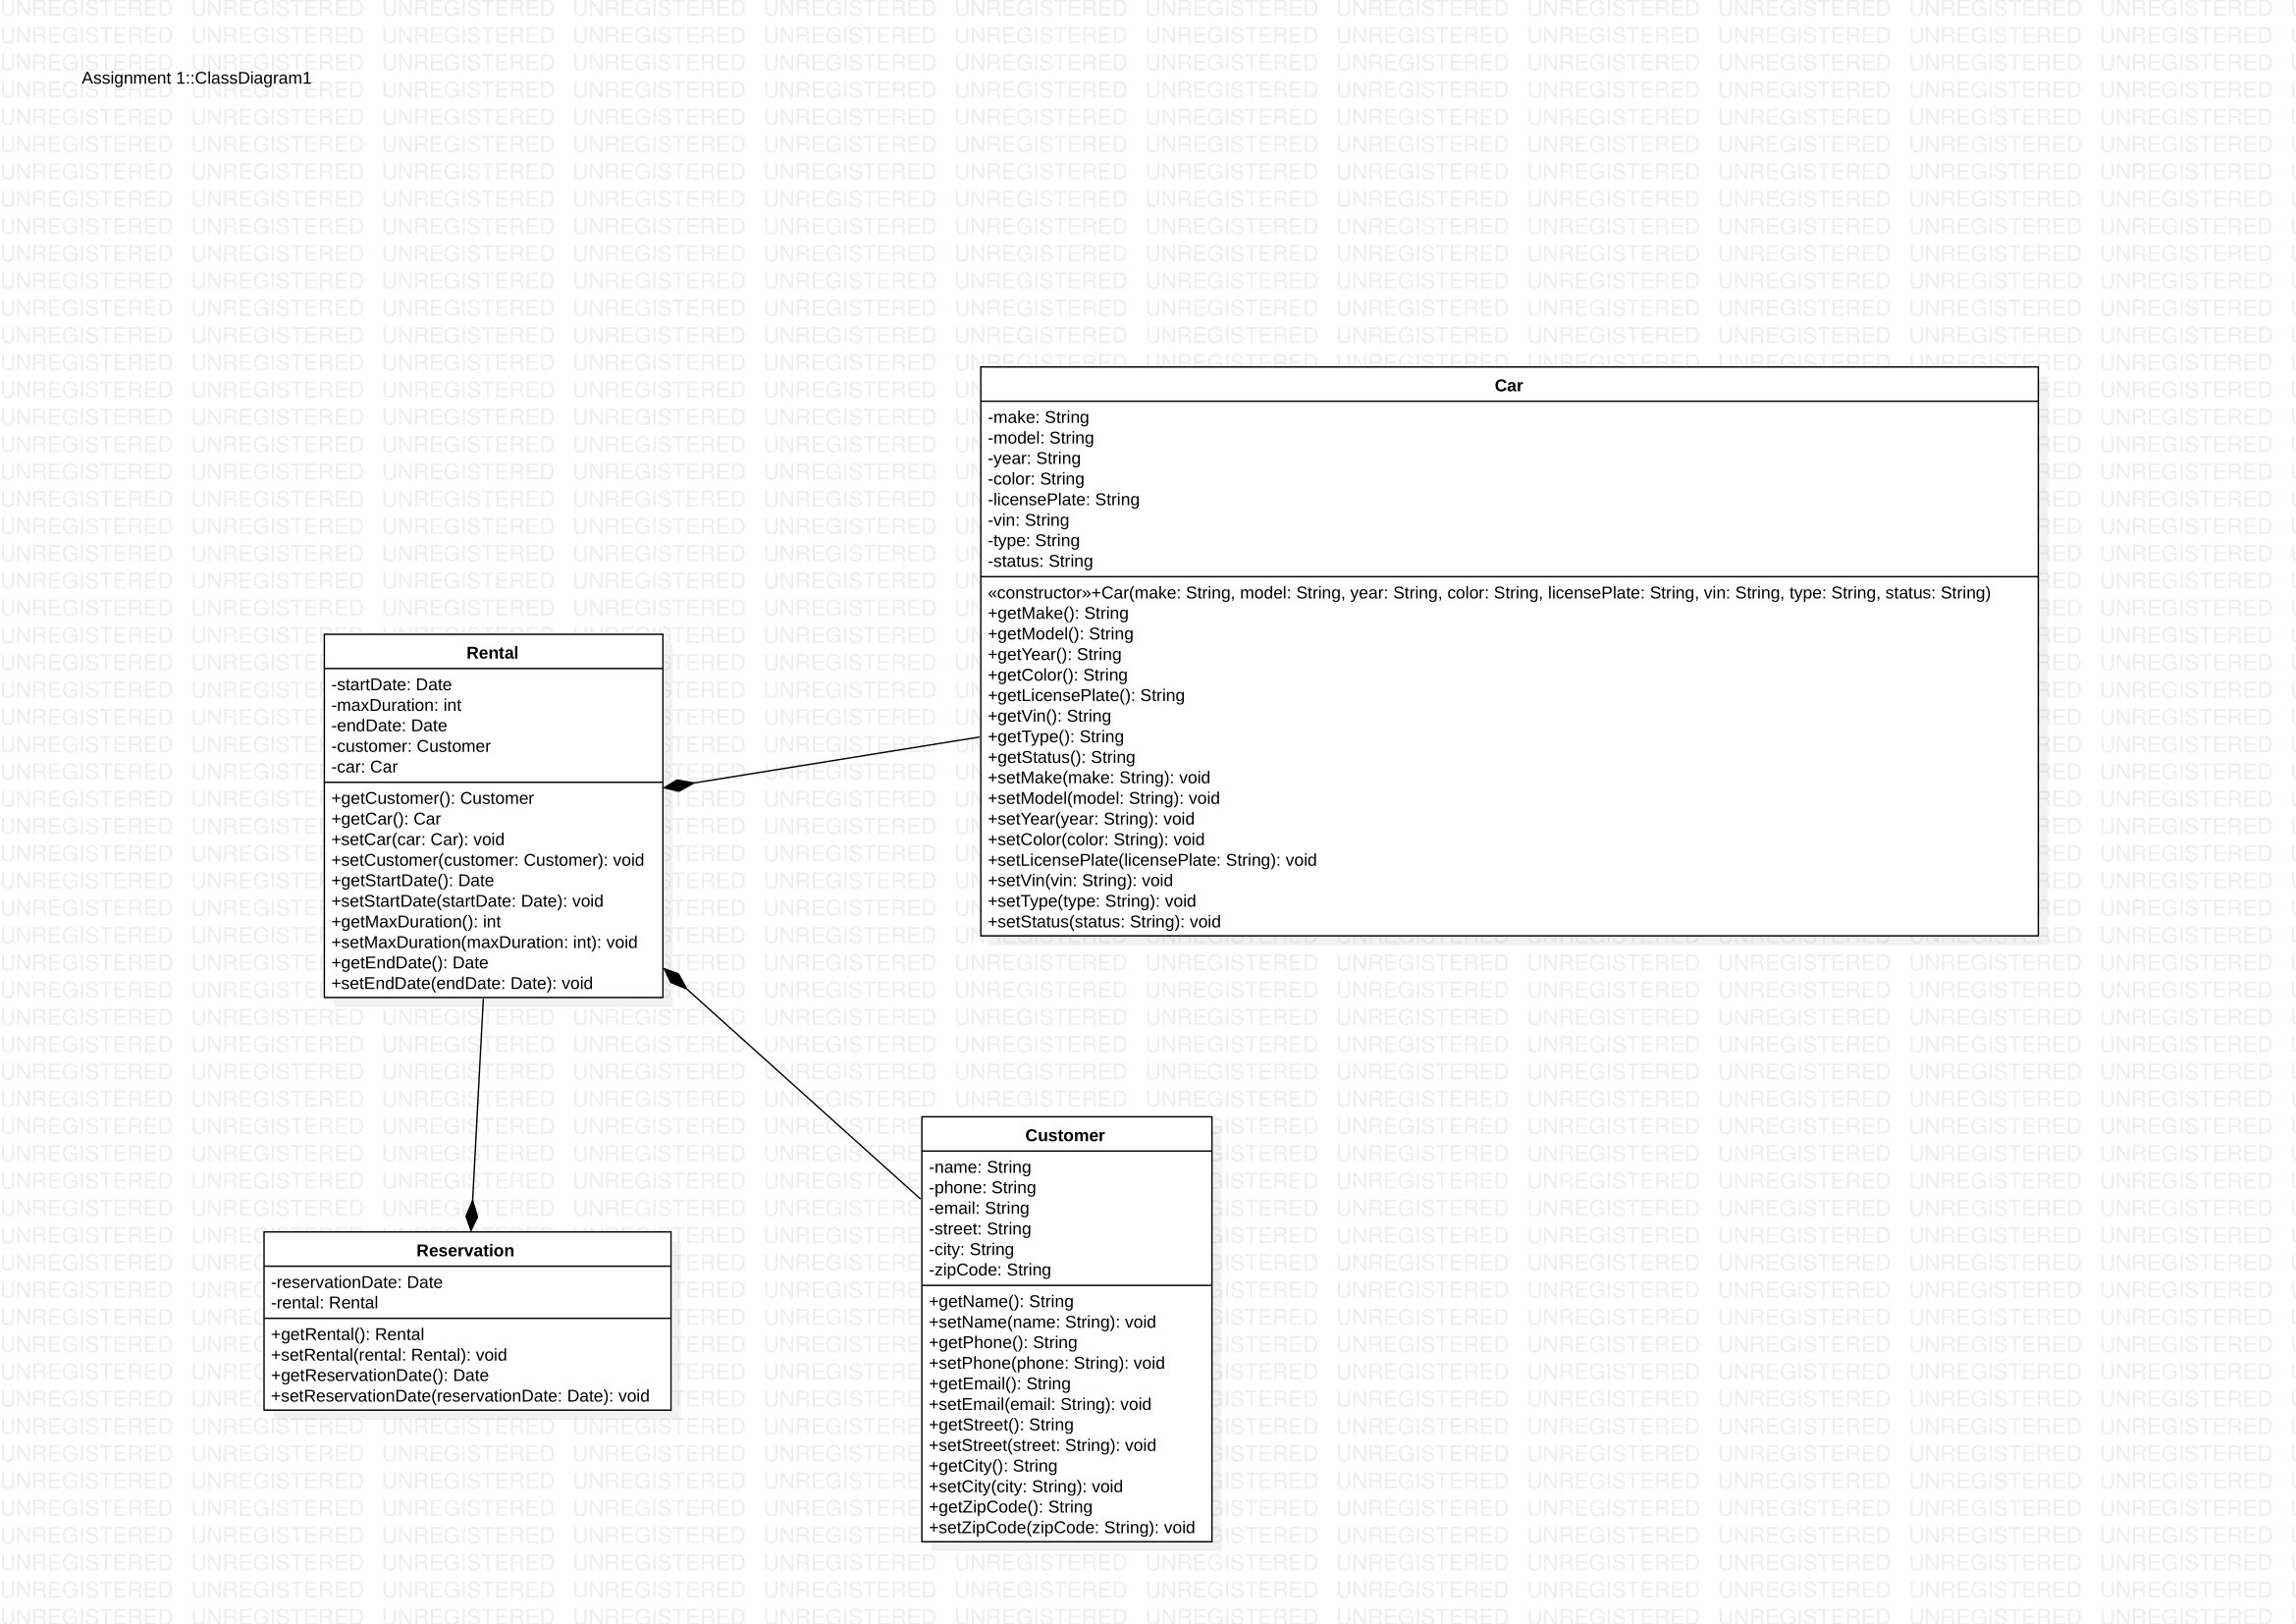 Assignment 1::ClassDiagram1
Car
-make: String
-model: String
-year: String
-color: String
-licensePlate: String
-vin: String
-type: String
-status: String
«constructor»+Car(make: String, model: String, year: String, color: String, licensePlate: String, vin: String, type: String, status: String)
+getMake(): String
+getModel(): String
+getYear(): String
+getColor(): String
+getLicensePlate(): String
+getVin(): String
+getType(): String
+getStatus(): String
+setMake(make: String): void
+setModel(model: String): void
+setYear(year: String): void
+setColor(color: String): void
+setLicensePlate(licensePlate: String): void
+setVin(vin: String): void
+setType(type: String): void
+setStatus(status: String): void
Rental
-startDate: Date
-maxDuration: int
-endDate: Date
-customer: Customer
-car: Car
+getCustomer(): Customer
+getCar(): Car
+setCar(car: Car): void
+setCustomer(customer: Customer): void
+getStartDate(): Date
+setStartDate(startDate: Date): void
+getMaxDuration(): int
+setMaxDuration(maxDuration: int): void
+getEndDate(): Date
+setEndDate(endDate: Date): void
Customer
-name: String
-phone: String
-email: String
-street: String
-city: String
-zipCode: String
+getName(): String
+setName(name: String): void
+getPhone(): String
+setPhone(phone: String): void
+getEmail(): String
+setEmail(email: String): void
+getStreet(): String
+setStreet(street: String): void
+getCity(): String
+setCity(city: String): void
+getZipCode(): String
+setZipCode(zipCode: String): void
Reservation
-reservationDate: Date
-rental: Rental
+getRental(): Rental
+setRental(rental: Rental): void
+getReservationDate(): Date
+setReservationDate(reservationDate: Date): void
UNREGISTERED